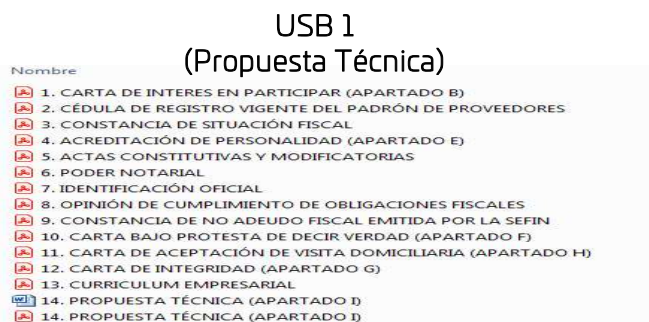 USB 1
(Propuesta Técnica)
Nombre
1. CARTA DE INTERES EN PARTICIPAR (APARTADO B)
2. CÉDULA DE REGISTRO VIGENTE DEL PADRÓN DE PROVEEDORES
3. CONSTANCIA DE SITUACIÓN FISCAL
4. ACREDITACIÓN DE PERSONALIDAD (APARTADO E)
5. ACTAS CONSTITUTIVAS Y MODIFICATORIAS
6. PODER NOTARIAL
7. IDENTIFICACIÓN OFICIAL
8. OPINIÓN DE CUMPLIMIENTO DE OBLIGACIONES FISCALES
9. CONSTANCIA DE NO ADEUDO FISCAL EMITIDA POR LA SEFIN
10. CARTA BAJO PROTESTA DE DECIR VERDAD (APARTADO F)
11. CARTA DE ACEPTACIÓN DE VISITA DOMICILIARIA (APARTADO H)
12. CARTA DE INTEGRIDAD (APARTADO G)
13. CURRICULUM EMPRESARIAL
14. PROPUESTA TÉCNICA (APARTADO I)
14. PROPUESTA TÉCNICA (APARTADO I)